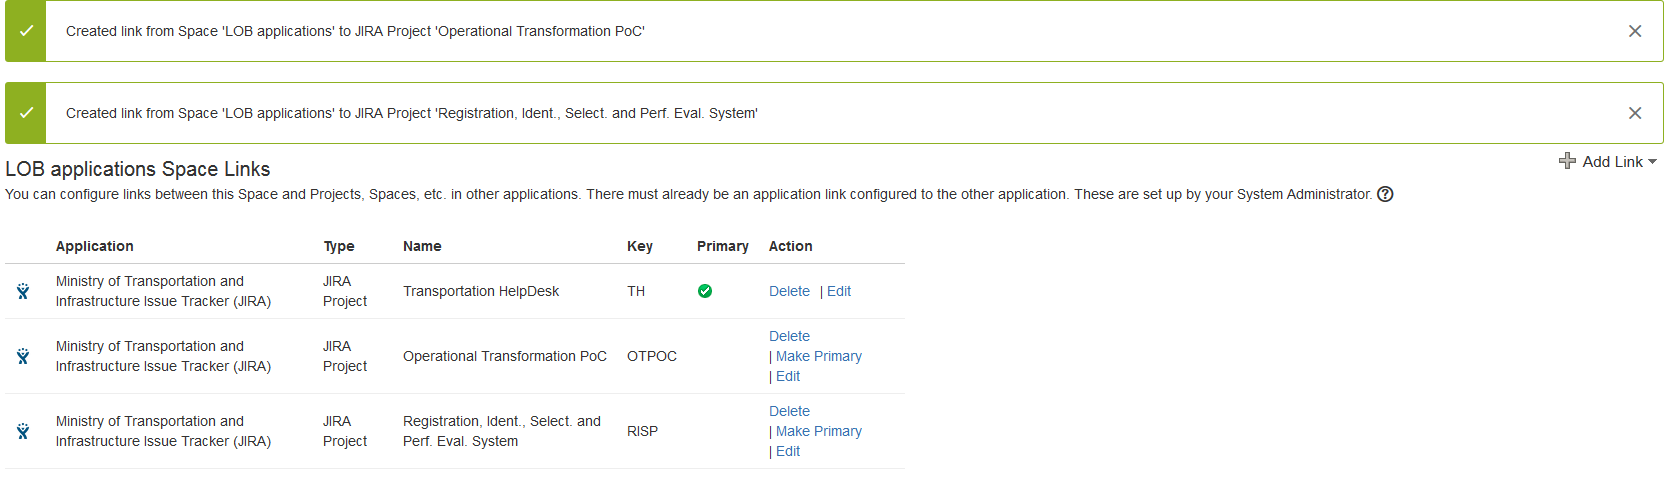 Created link from Space 'LOB applications' to JIRA Project 'Operational Transformation PoC'
Created link from Space 'LOB applications' to JIRA Project 'Registration, Ident., Select. and Perf. Eval. System'
Add Link
LOB applications Space Links
You can configure links between this Space and Projects, Spaces, etc. in other applications. There must already be an application link configured to the other application. These are set up by your System Administrator.
Application Type Name Key Primary Action
Ministry of Transportation and
Infrastructure Issue Tracker (JIRA)
JIRA
Project
Transportation HelpDesk
TH
Delete | Edit
Ministry of Transportation and
Infrastructure Issue Tracker (JIRA)
JIRA
Project
Operational Transformation PoC
OTPOC
Delete
| Make Primary
| Edit
Ministry of Transportation and
Infrastructure Issue Tracker (JIRA)
JIRA
Project
Registration, Ident., Select. and
Perf. Eval. System
RISP
Delete
| Make Primary
| Edit